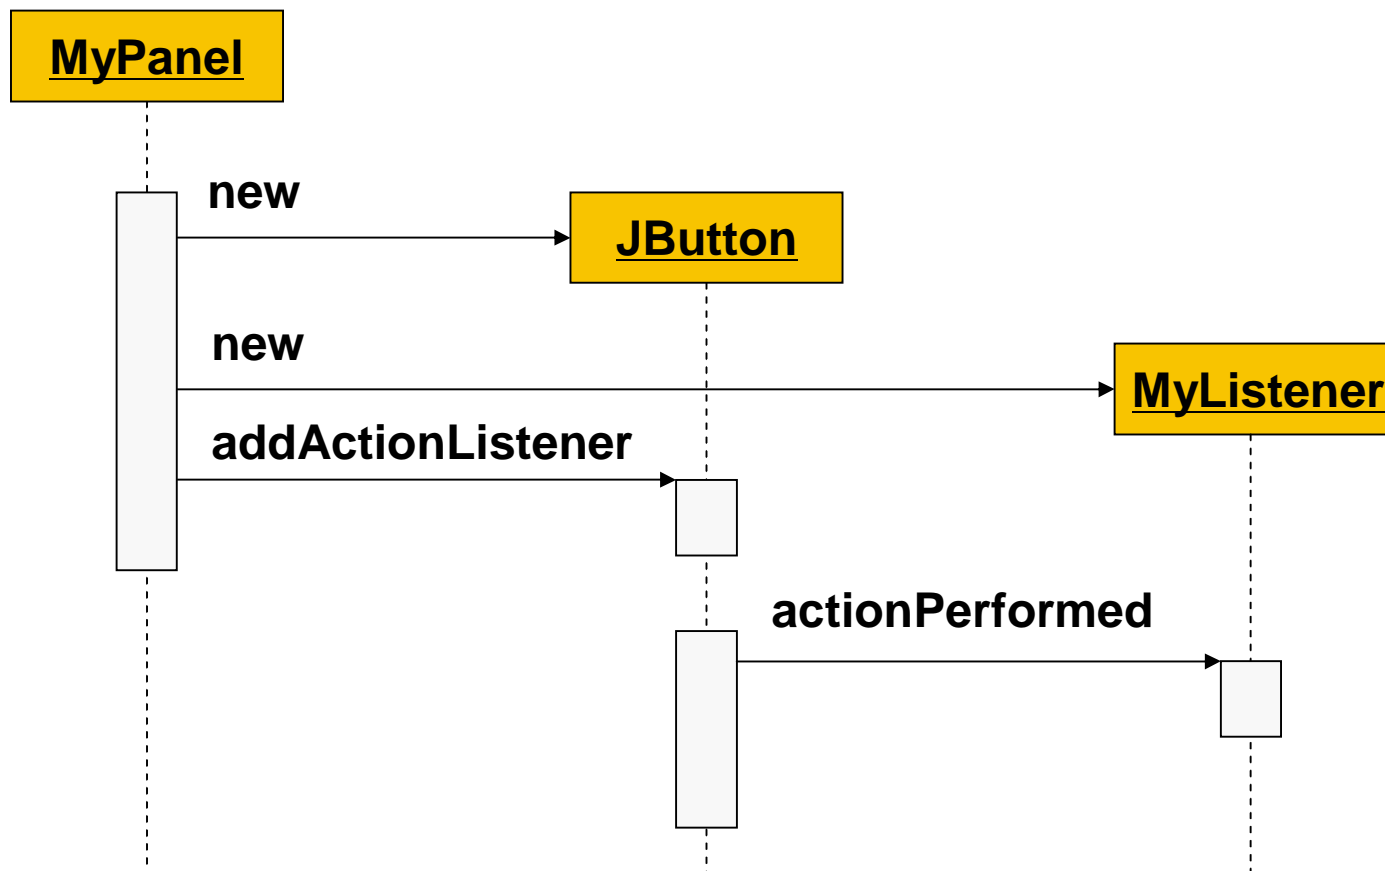 MyPanel
new
JButton
new
MyListener
addActionListener
actionPerformed